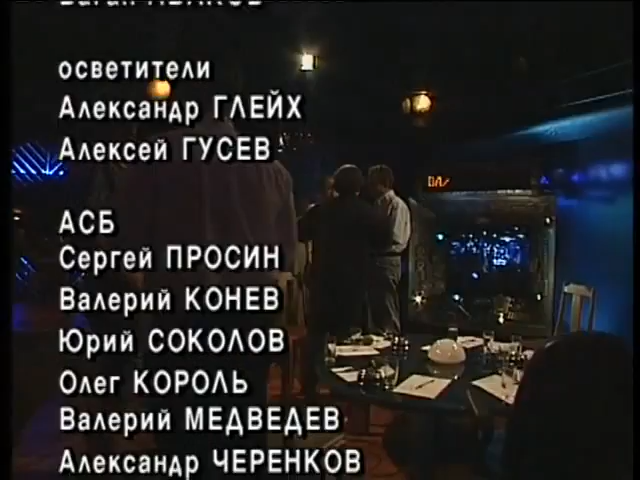 осветители
Александр ГЛЕЙХ
Алексей ГУСЕВ
АСБ
Сергей ПРОСИН
Валерий КОНЕВ
Юрий СОКОЛОВ
Олег КОРОЛЬ
Валерий МЕДВЕДЕВ
Александр ЧЕРЕНКОВ